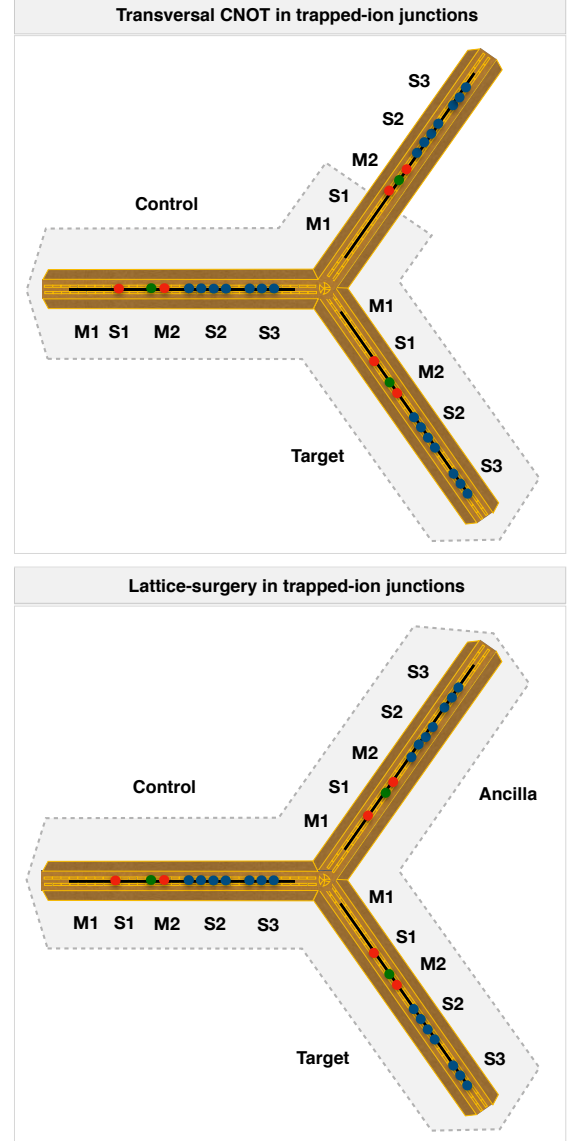 Transversal CNOT in trapped-ion junctions
S3
S2
M2
S1
M1
Control
M1 S1 M2 S2 S3
M1
S1
M2
S2
S3
Target
Lattice-surgery in trapped-ion junctions
S3
S2
M2
S1
M1
Control
Ancilla
M1 S1 M2 S2 S3
M1
S1
M2
S2
S3
Target